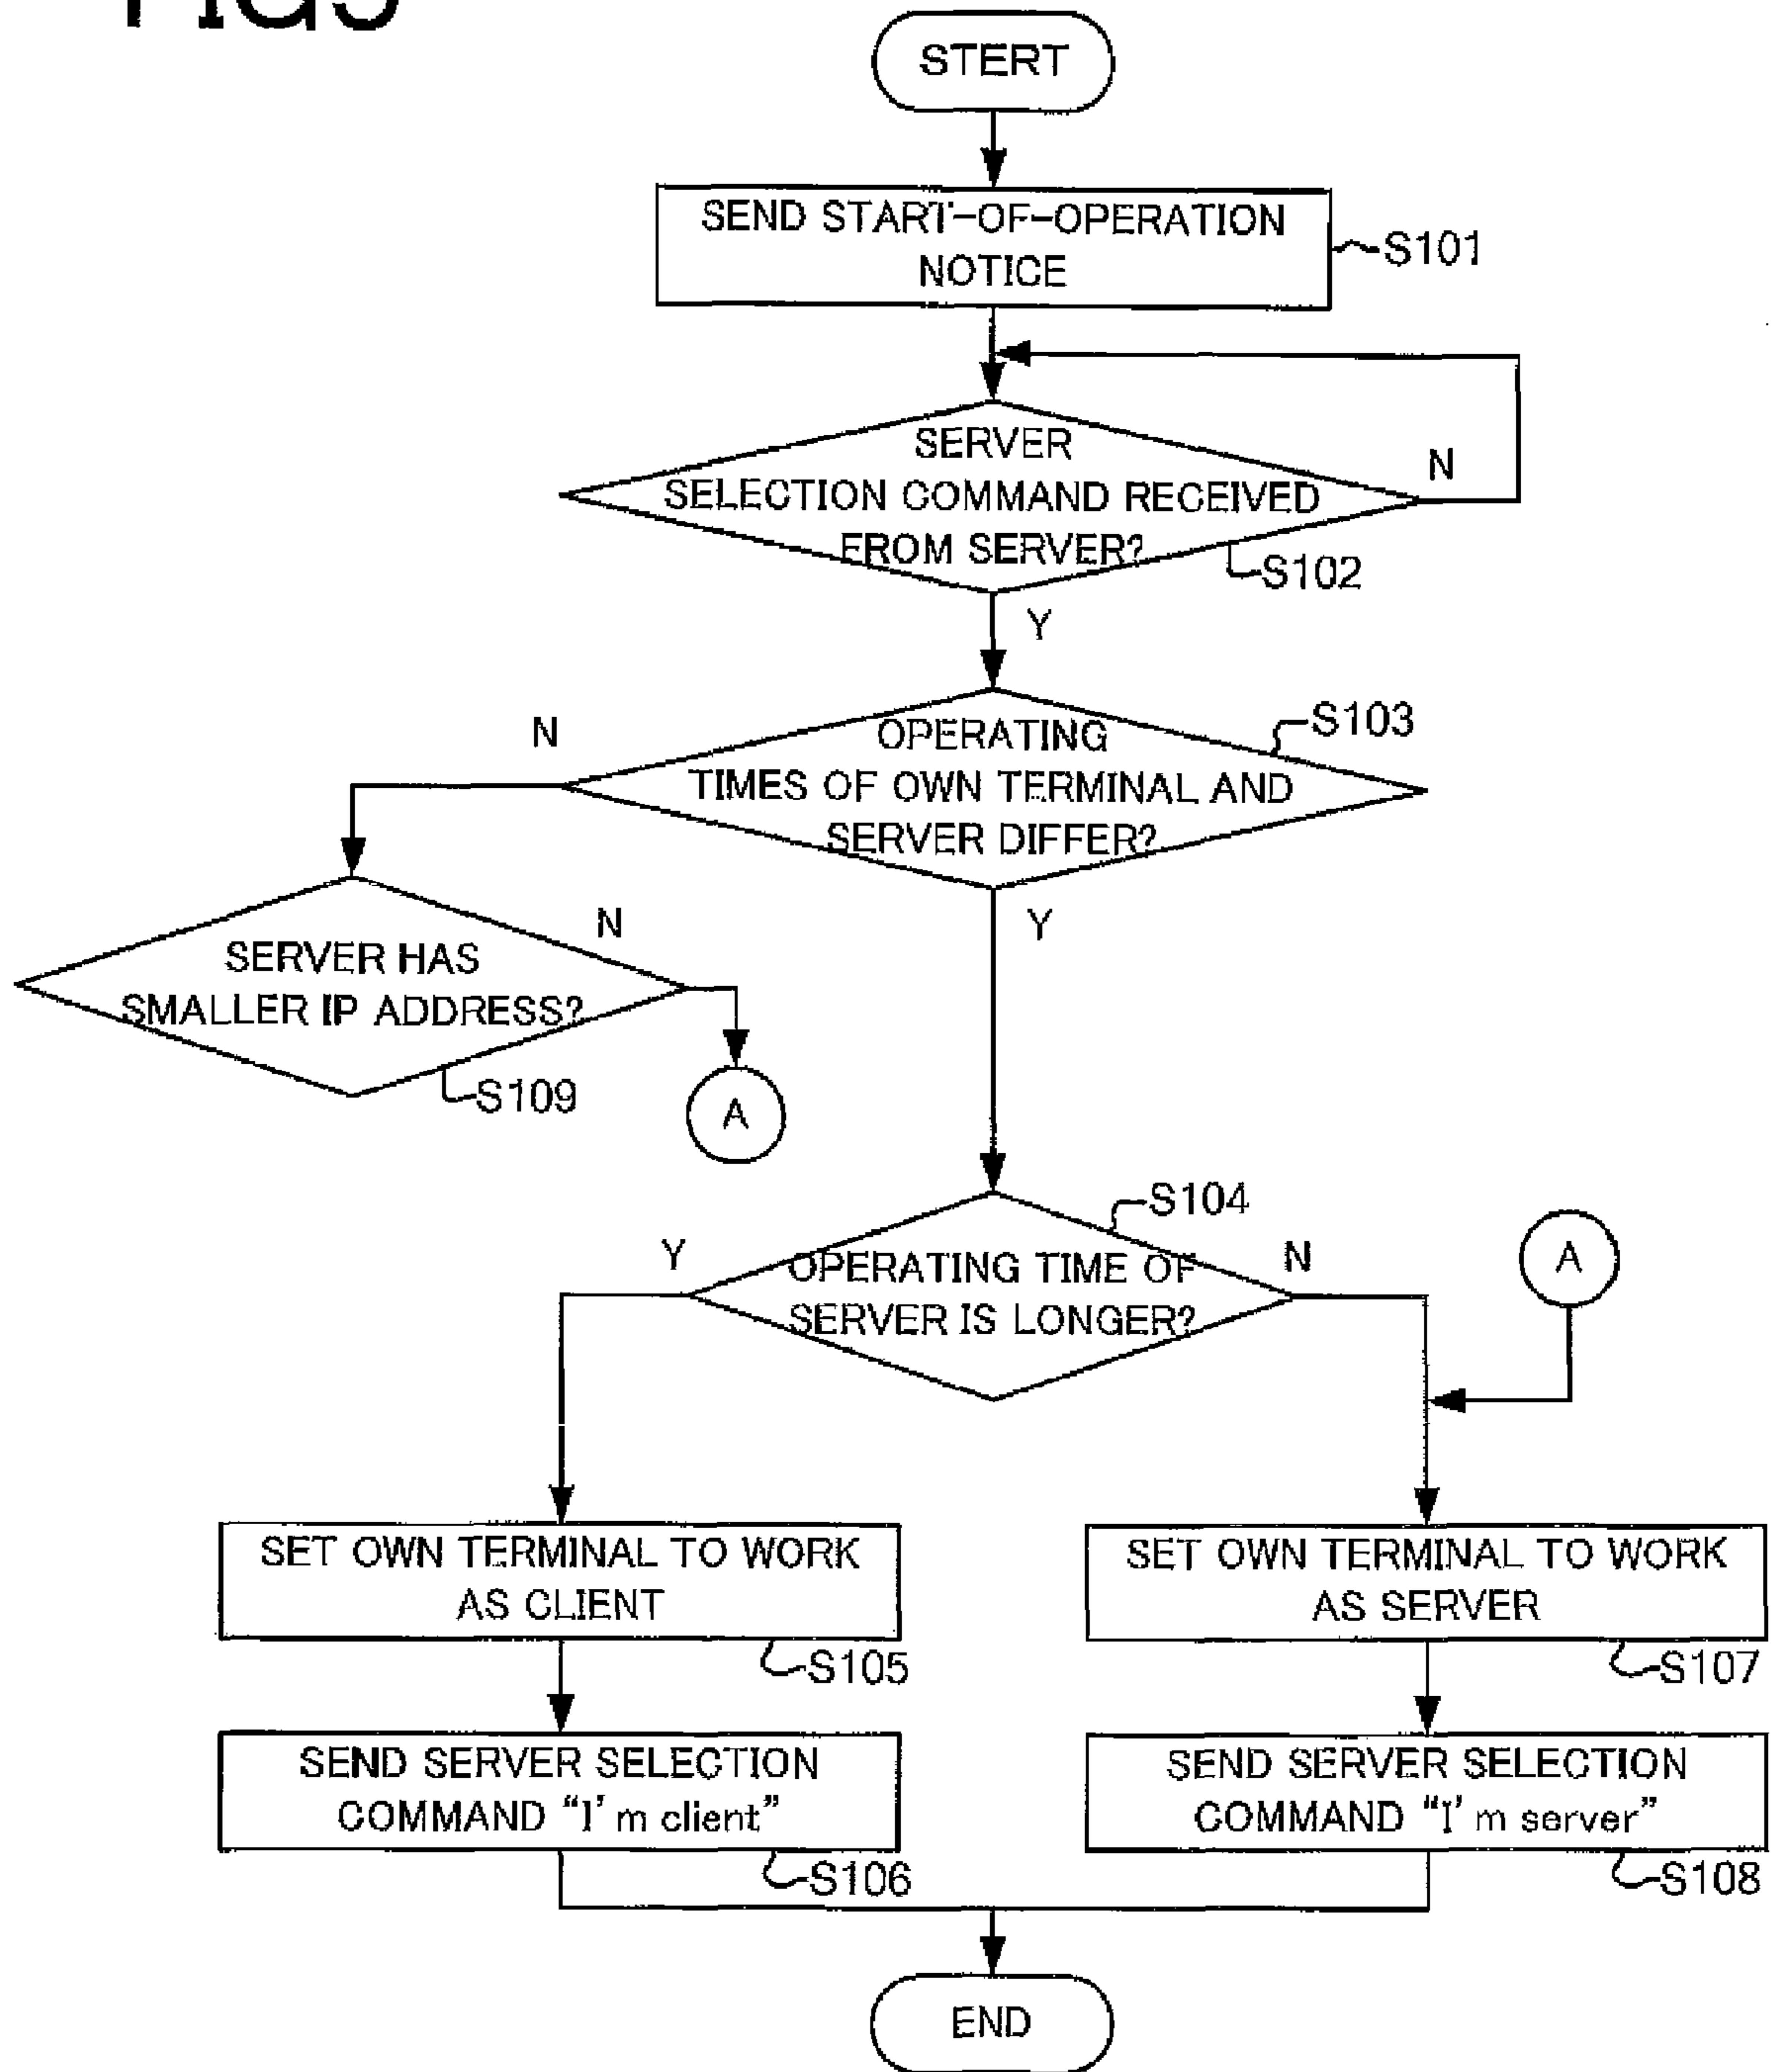 STERT
SEND START-OF-OPERATION
NOTICE
S101
SERVER
SELECTION COMMAND RECEIVED
FROM SERVER?
N
S102
Y
OPERATING
TIMES OF OWN TERMINAL AND
SERVER DIFFER?
S103
N
Y
SERVER HAS
SMALLER IP ADDRESS?
N
S109
A
OPERATING TIME OF
SERVER IS LONGER?
S104
Y
N
A
SET OWN TERMINAL TO WORK
AS CLIENT
S105
SET OWN TERMINAL TO WORK
AS SERVER
S107
SEND SERVER SELECTION
COMMAND “I’m client”
S106
SEND SERVER SELECTION
COMMAND “I’m server”
S108
END